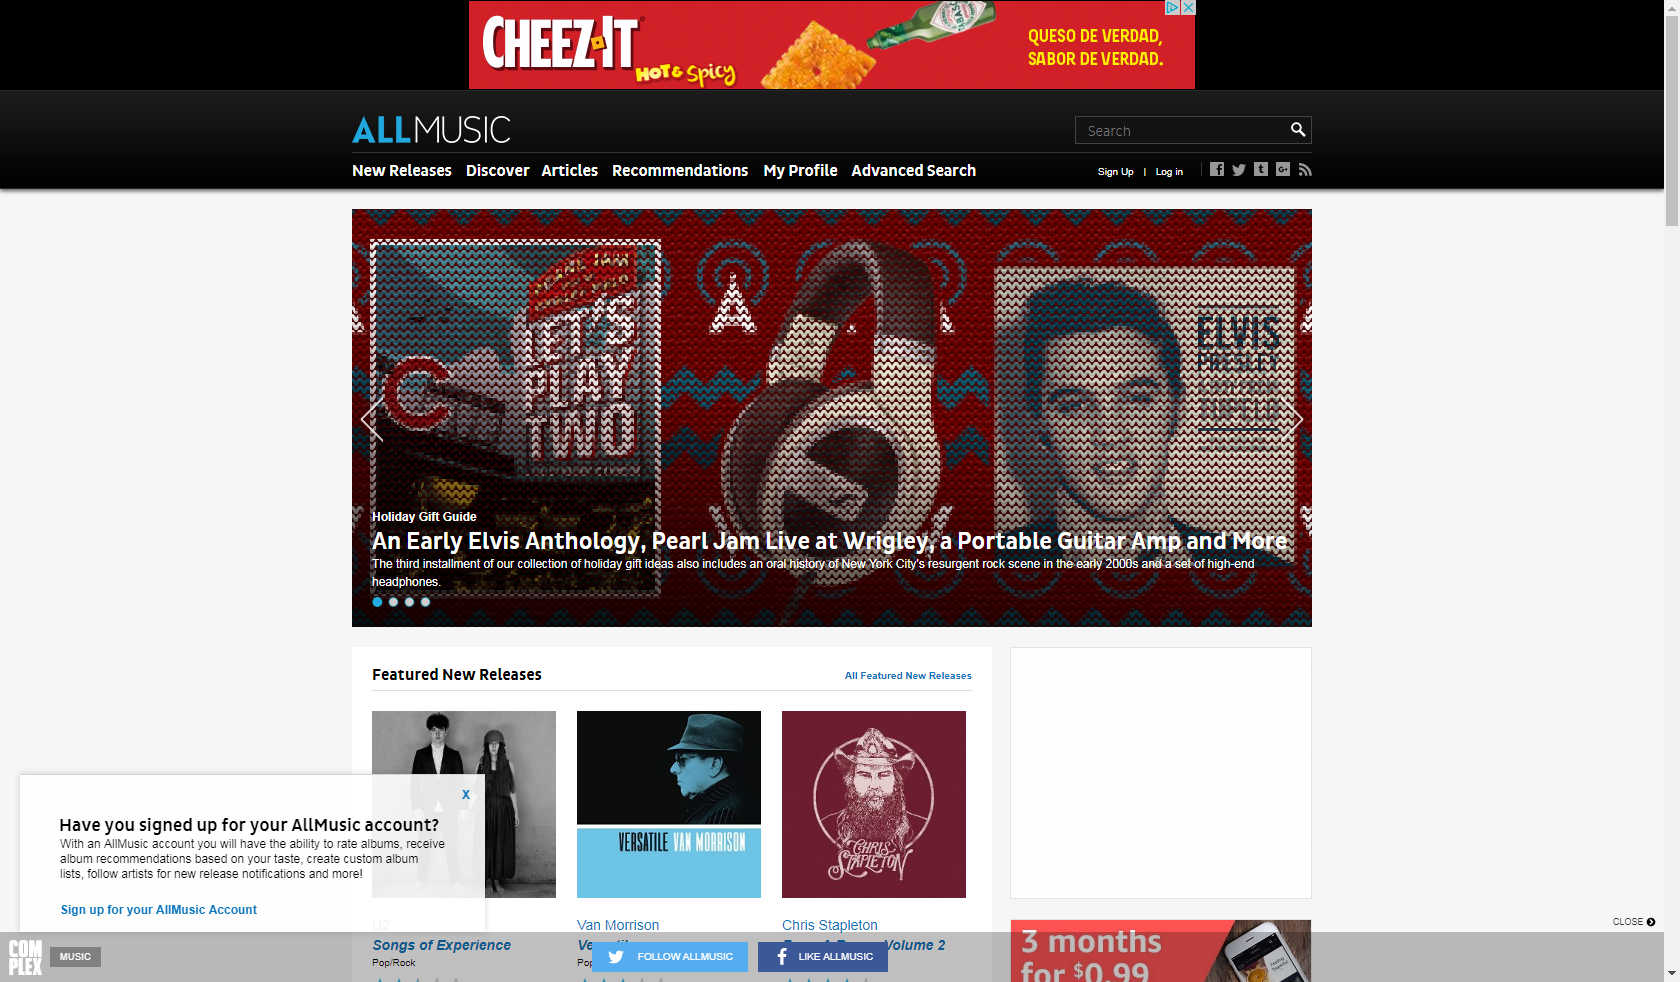 CHEEZ-IT
HOT & Spicy
QUESO DE VERDAD,
SABOR DE VERDAD.
ALLMUSIC
Search
New Releases Discover Articles Recommendations My Profile Advanced Search
Sign Up | Log in
LET'S
PLAY
TWO
ELVIS
PRESLEY
Holiday Gift Guide
An Early Elvis Anthology, Pearl Jam Live at Wrigley, a Portable Guitar Amp and More
The third installment of our collection of holiday gift ideas also includes an oral history of New York City's resurgent rock scene in the early 2000s and a set of high-end
headphones.
Featured New Releases
All Featured New Releases
VERSATILE VAN MORRISON
CHRIS
STAPLETON
X
Have you signed up for your AllMusic account?
With an AllMusic account you will have the ability to rate albums, receive
album recommendations based on your taste, create custom album
lists, follow artists for new release notifications and more!
Sign up for your AllMusic Account
U2
Songs of Experience
Pop/Rock
Van Morrison
Chris Stapleton
Volume 2
CLOSE
COMPLEX
MUSIC
FOLLOW ALLMUSIC
LIKE ALLMUSIC
3 months
for $0.99